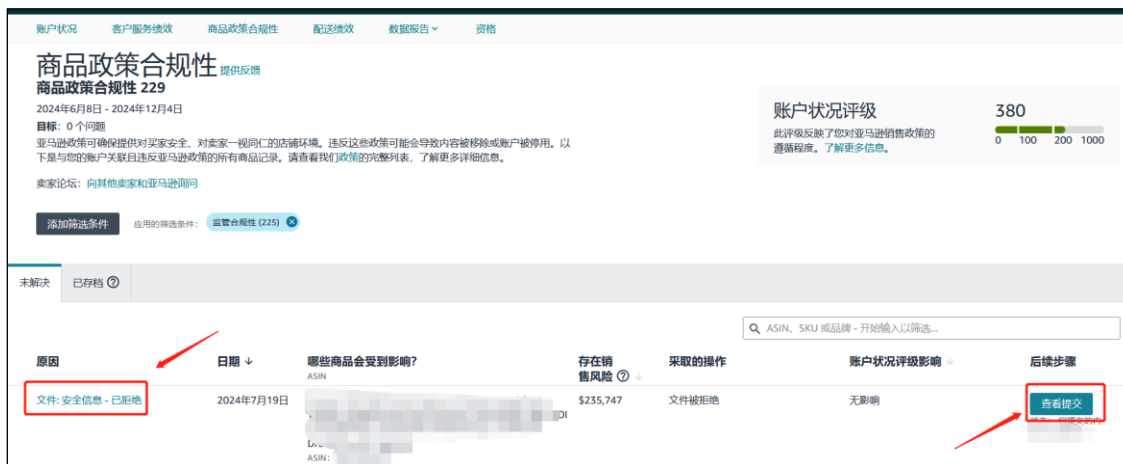 账户状况 客户服务绩效 商品政策合规性 配送绩效 数据报告 资格
商品政策合规性 提供反馈
商品政策合规性 229
2024年6月8日 - 2024年12月4日
目标：0 个问题
亚马逊政策可确保提供对买家安全、对卖家一视同仁的店铺环境。违反这些政策可能会导致内容被移除或账户被停用。以
下是与您的账户关联且违反亚马逊政策的所有商品记录。请查看我们政策的完整列表，了解更多详细信息。
卖家论坛：向其他卖家和亚马逊询问
账户状况评级
此评级反映了您对亚马逊销售政策的
遵循程度。了解更多信息。
380
0 100 200 1000
添加筛选条件 应用的筛选条件： 监管合规性 (225)
未解决 已存档
ASIN、SKU 或品牌 - 开始输入以筛选...
原因 日期 哪些商品会受到影响？ 存在销 采取的操作 账户状况评级影响 后续步骤
ASIN 售风险
文件: 安全信息 - 已拒绝 2024年7月19日 $235,747 文件被拒绝 无影响 查看提交
ASIN: